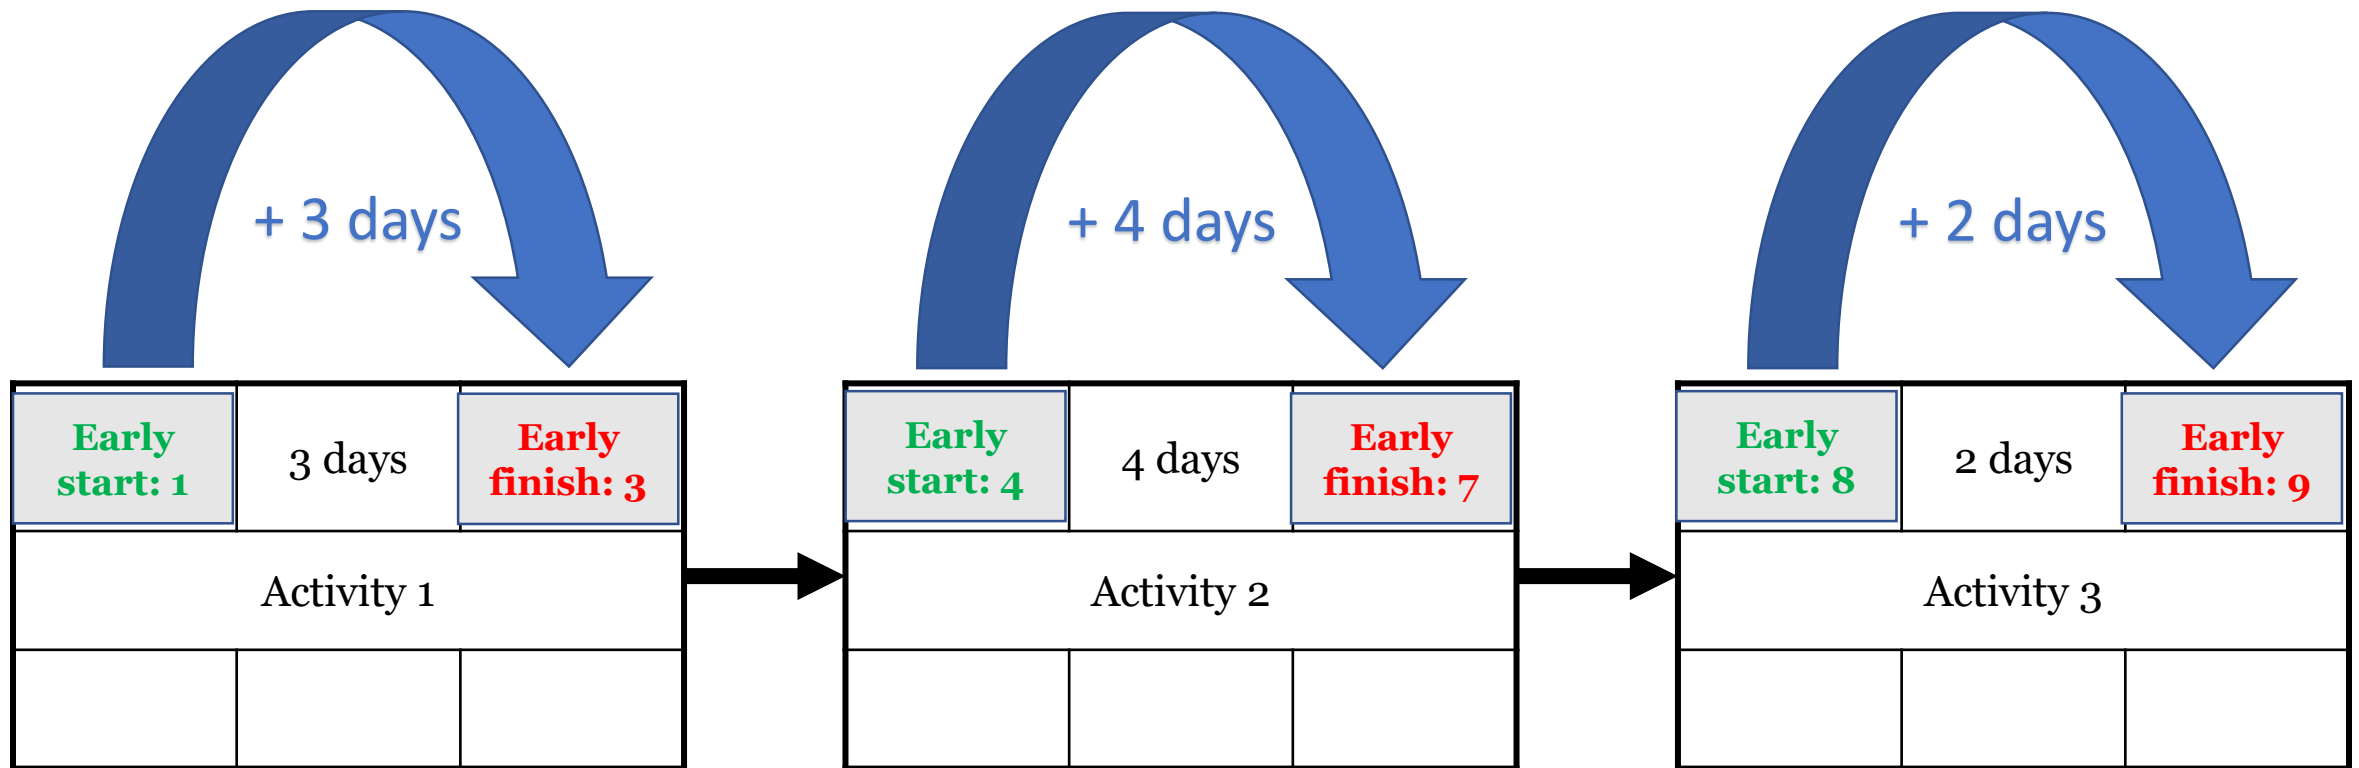 + 3 days
+ 4 days
+ 2 days
Early
start: 1
3 days
Early
finish: 3
Early
start: 4
4 days
Early
finish: 7
Early
start: 8
2 days
Early
finish: 9
Activity 1
Activity 2
Activity 3